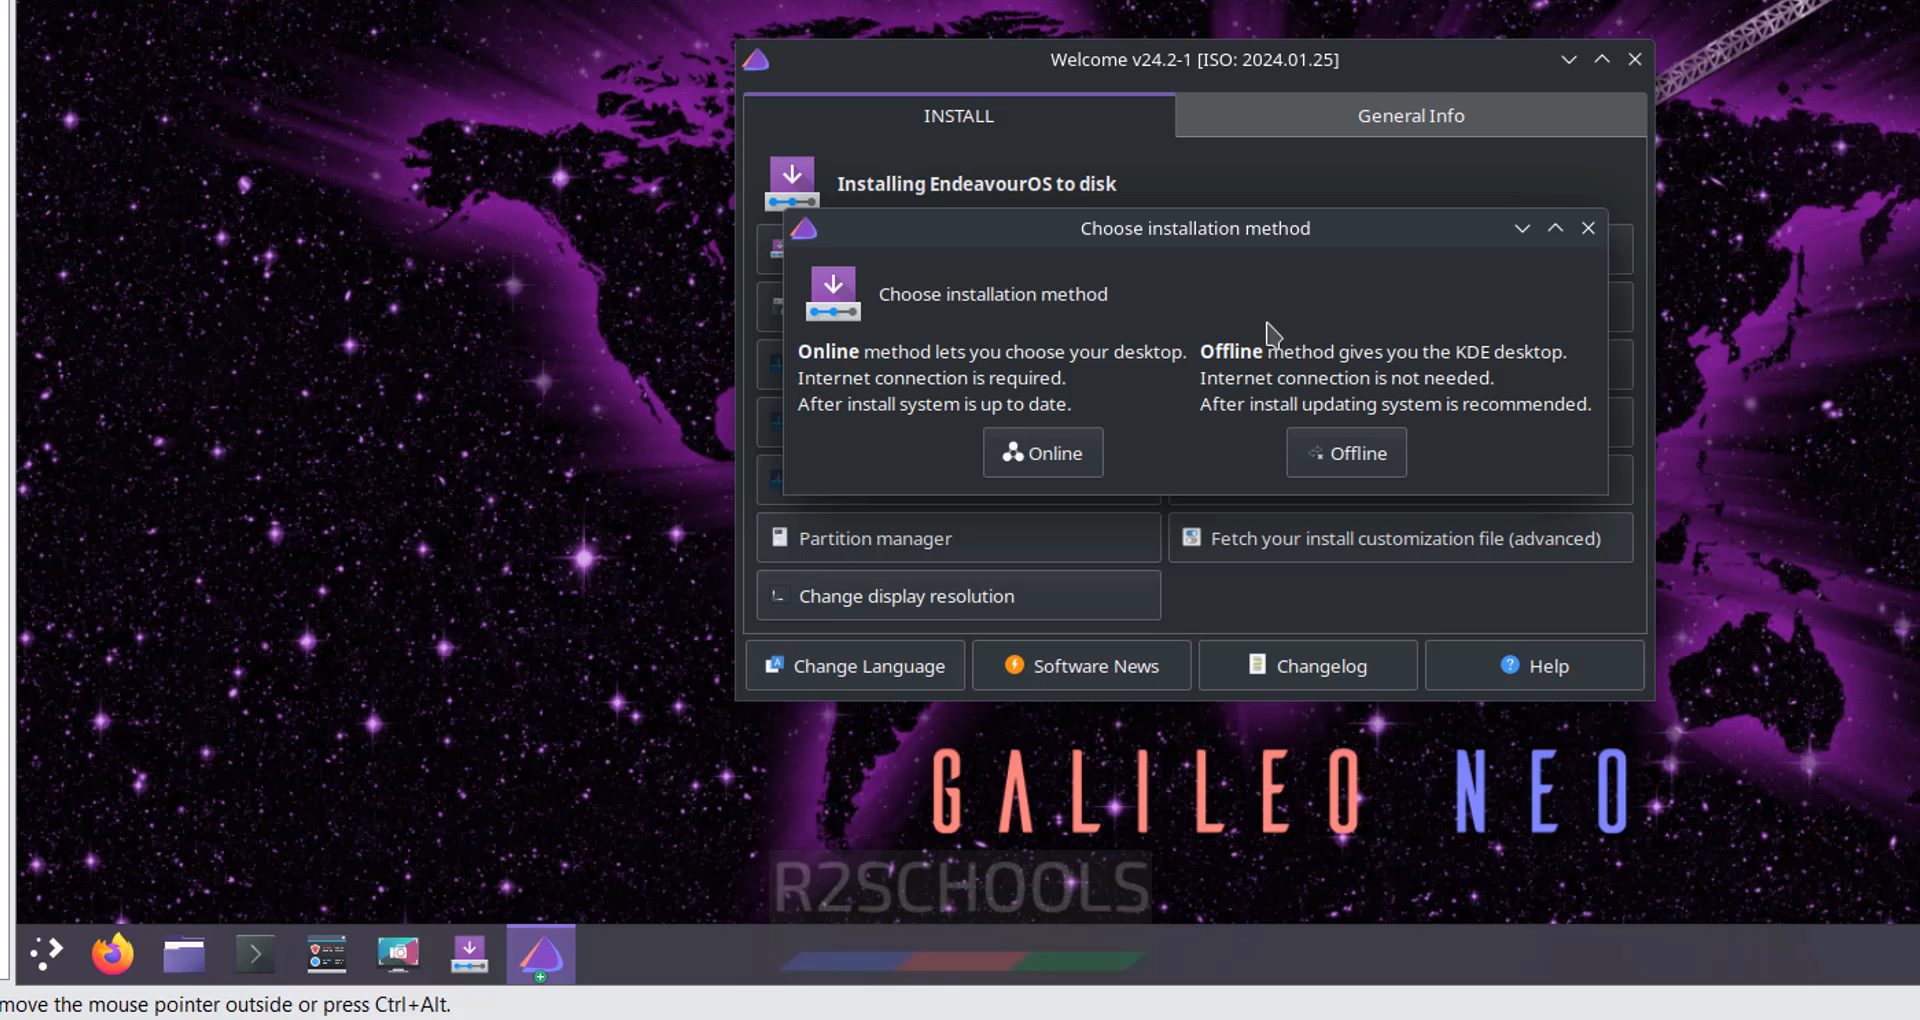 Welcome v24.2-1 [ISO: 2024.01.25]
INSTALL
General Info
Installing EndeavourOS to disk
Choose installation method
Choose installation method
Online method lets you choose your desktop.
Internet connection is required.
After install system is up to date.
Offline method gives you the KDE desktop.
Internet connection is not needed.
After install updating system is recommended.
Online
Offline
Partition manager
Fetch your install customization file (advanced)
Change display resolution
Change Language
Software News
Changelog
Help
GALILEO NEO
R2SCHOOLS
move the mouse pointer outside or press Ctrl+Alt.